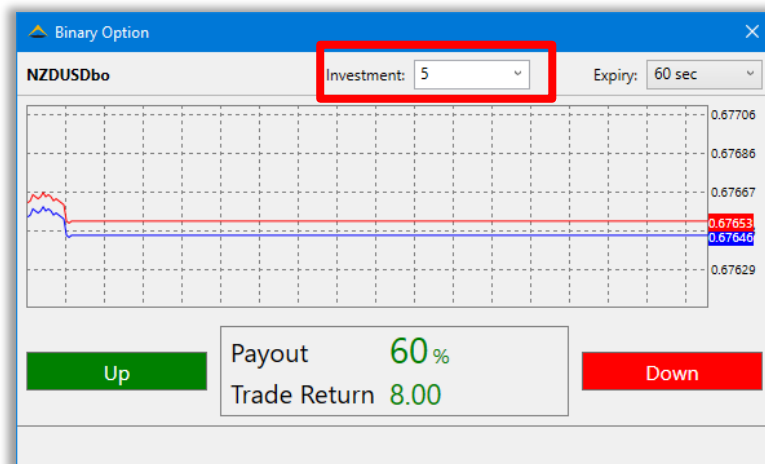 Binary Option
NZDUSDbo Investment: 5 Expiry: 60 sec
0.67706
0.67686
0.67667
0.67653
0.67646
0.67629
Up
Payout 60 %
Trade Return 8.00
Down